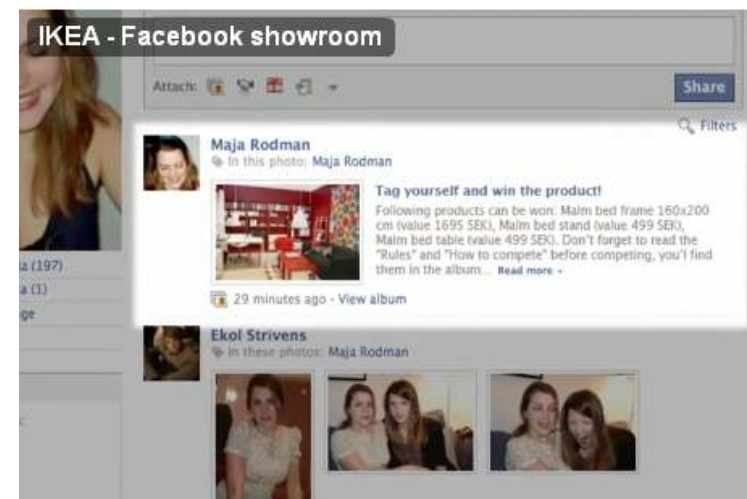 IKEA - Facebook showroom
Attach:
Share
Filters
Maja Rodman
In this photo: Maja Rodman
Tag yourself and win the product!
Following products can be won: Malm bed frame 160x200
cm (value 1695 SEK), Malm bed stand (value 499 SEK),
Malm bed table (value 499 SEK). Don't forget to read the
"Rules" and "How to compete" before competing, you'll find
them in the album... Read more
29 minutes ago · View album
(197)
(1)
Ekol Strivens
In these photos: Maja Rodman